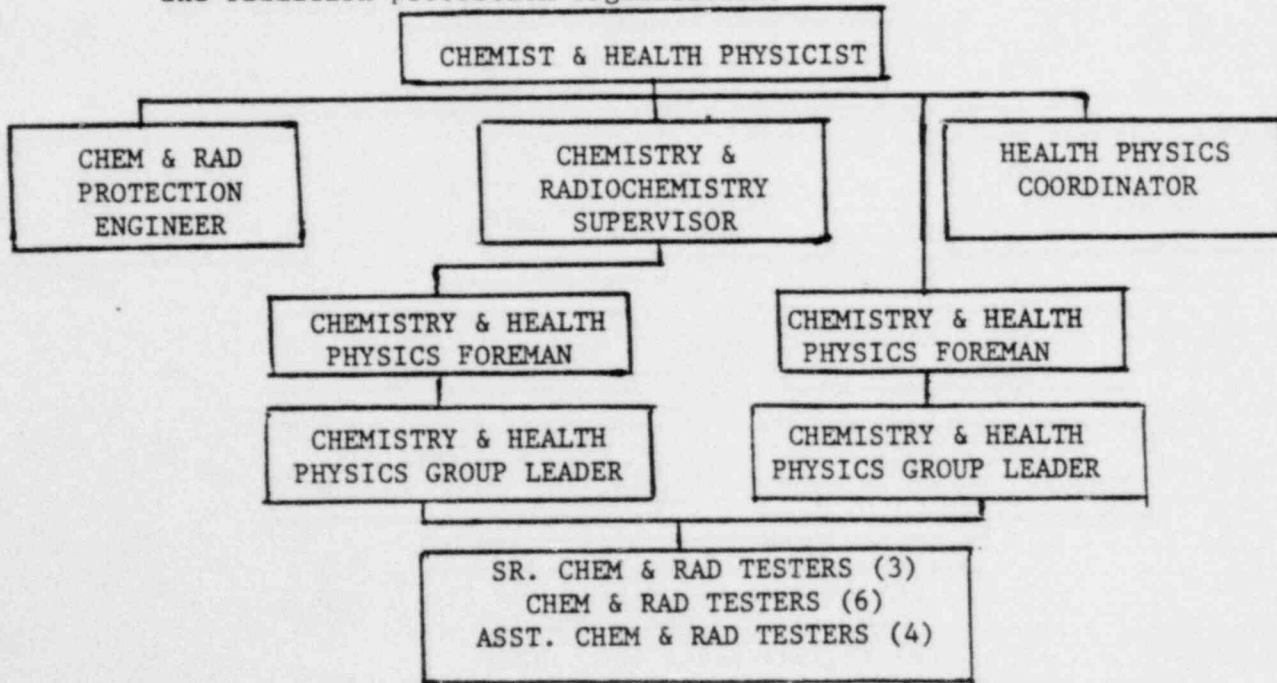 CHEMIST & HEALTH PHYSICIST
CHEM & RAD
PROTECTION
ENGINEER
CHEMISTRY &
RADIOCHEMISTRY
SUPERVISOR
HEALTH PHYSICS
COORDINATOR
CHEMISTRY & HEALTH
PHYSICS FOREMAN
CHEMISTRY & HEALTH
PHYSICS FOREMAN
CHEMISTRY & HEALTH
PHYSICS GROUP LEADER
CHEMISTRY & HEALTH
PHYSICS GROUP LEADER
SR. CHEM & RAD TESTERS (3)
CHEM & RAD TESTERS (6)
ASST. CHEM & RAD TESTERS (4)